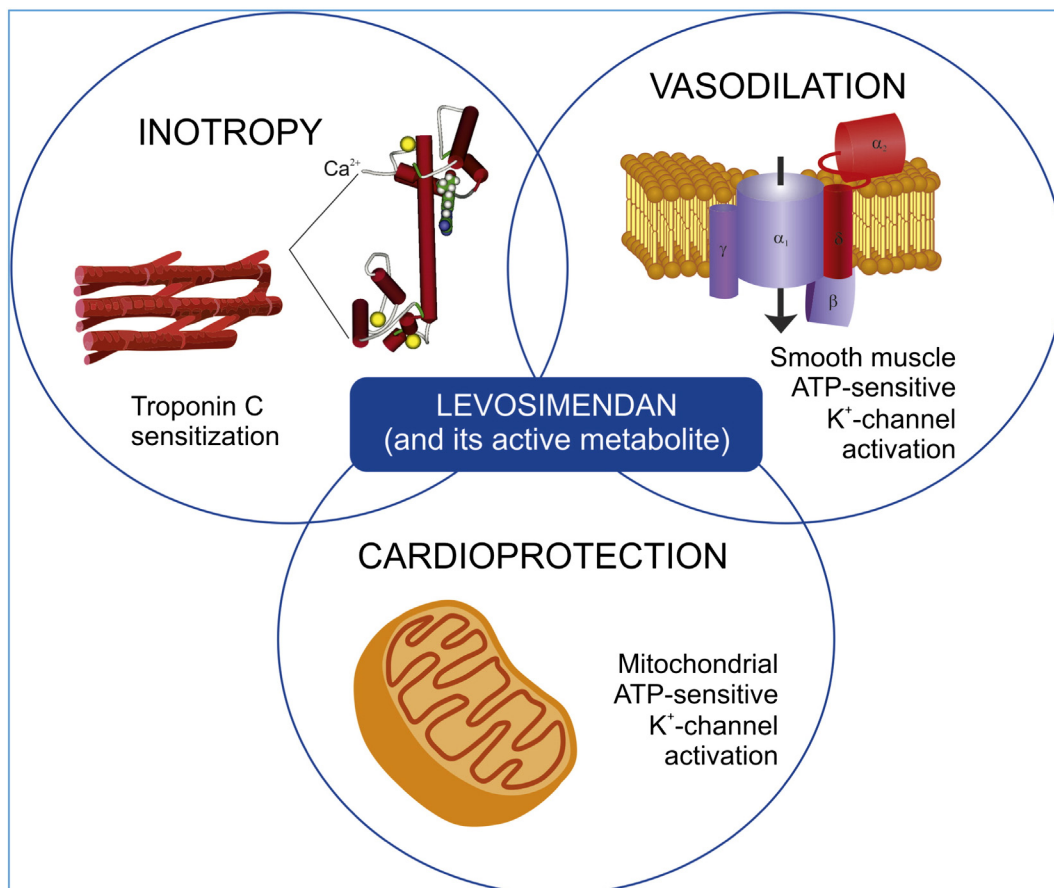 INOTROPY
Ca²⁺
Troponin C
sensitization
VASODILATION
α₂
α₁
δ
γ
β
Smooth muscle
ATP-sensitive
K⁺-channel
activation
LEVOSIMENDAN
(and its active metabolite)
CARDIOPROTECTION
Mitochondrial
ATP-sensitive
K⁺-channel
activation